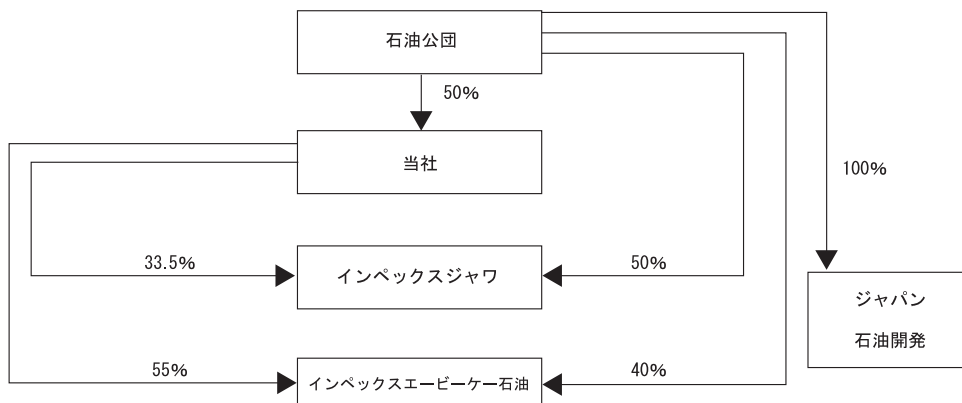 石油公団
50%
当社
100%
33.5%
インペックスジャワ
50%
ジャパン
石油開発
55%
インペックスエービーケー石油
40%